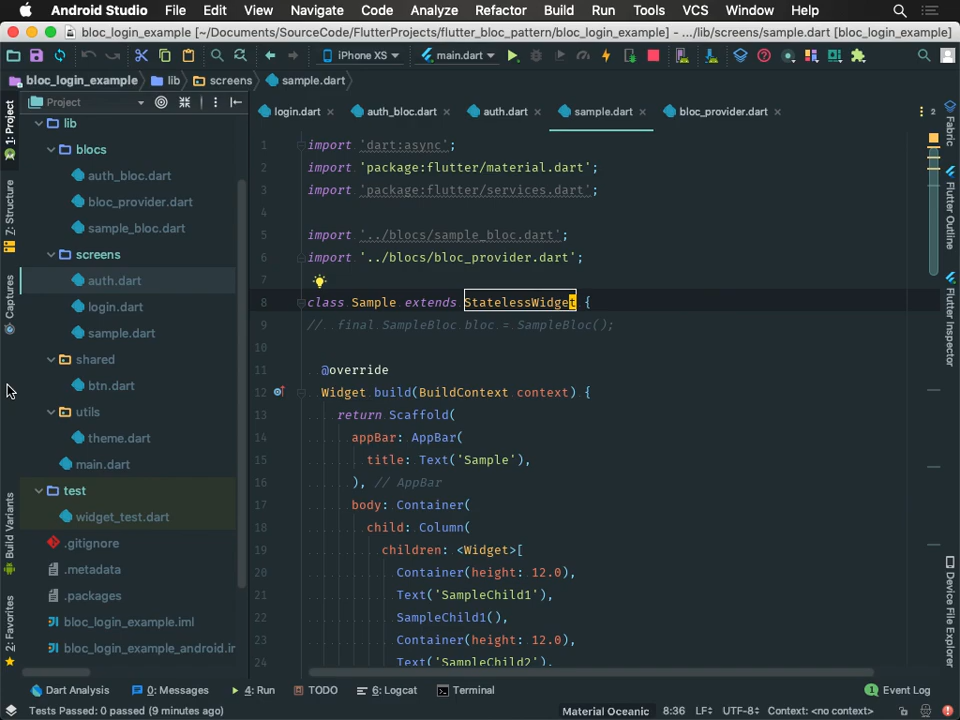 Android Studio File Edit View Navigate Code Analyze Refactor Build Run Tools VCS Window Help
bloc_login_example [~/Documents/SourceCode/FlutterProjects/flutter_bloc_pattern/bloc_login_example] - .../lib/screens/sample.dart [bloc_login_example]
iPhone XS main.dart
bloc_login_example lib screens sample.dart
Project
login.dart auth_bloc.dart auth.dart sample.dart bloc_provider.dart 2
1: Project
7: Structure
Captures
Build Variants
2: Favorites
lib
blocs
auth_bloc.dart
bloc_provider.dart
sample_bloc.dart
screens
auth.dart
login.dart
sample.dart
shared
btn.dart
utils
theme.dart
main.dart
test
widget_test.dart
.gitignore
.metadata
.packages
bloc_login_example.iml
bloc_login_example_android.ir
1 import 'dart:async';
2 import 'package:flutter/material.dart';
3 import 'package:flutter/services.dart';
4
5 import '../blocs/sample_bloc.dart';
6 import '../blocs/bloc_provider.dart';
7
8 class Sample extends StatelessWidget {
9 // final SampleBloc bloc = SampleBloc();
10
11 @override
12 Widget build(BuildContext context) {
13 return Scaffold(
14 appBar: AppBar(
15 title: Text('Sample'),
16 ), // AppBar
17 body: Container(
18 child: Column(
19 children: <Widget>[
20 Container(height: 12.0),
21 Text('SampleChild1'),
22 SampleChild1(),
23 Container(height: 12.0),
24 Text('SampleChild2'),
Fabric
Flutter Outline
Flutter Inspector
Device File Explorer
Dart Analysis 0: Messages 4: Run TODO 6: Logcat Terminal 1 Event Log
Tests Passed: 0 passed (9 minutes ago) Material Oceanic 8:36 LF UTF-8 Context: <no context>